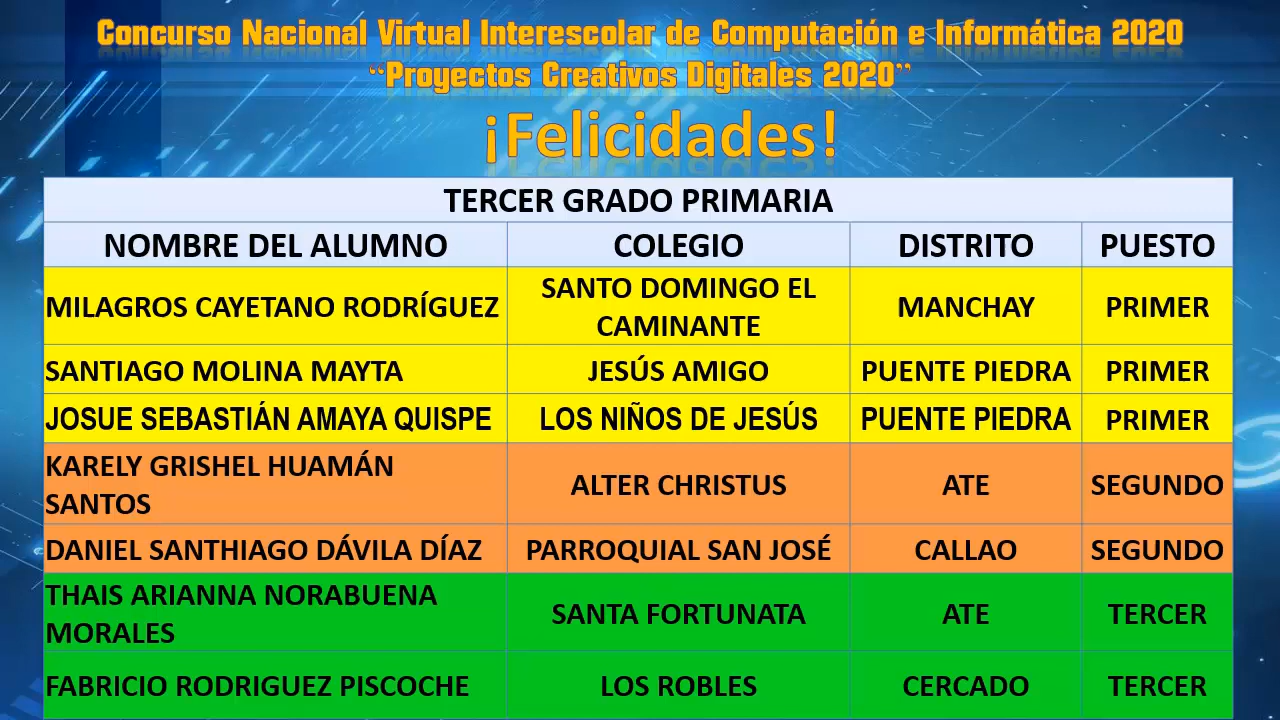 Concurso Nacional Virtual Interescolar de Computación e Informática 2020
“Proyectos Creativos Digitales 2020”
¡Felicidades!
TERCER GRADO PRIMARIA
NOMBRE DEL ALUMNO COLEGIO DISTRITO PUESTO
MILAGROS CAYETANO RODRÍGUEZ SANTO DOMINGO EL CAMINANTE MANCHAY PRIMER
SANTIAGO MOLINA MAYTA JESÚS AMIGO PUENTE PIEDRA PRIMER
JOSUE SEBASTIÁN AMAYA QUISPE LOS NIÑOS DE JESÚS PUENTE PIEDRA PRIMER
KARELY GRISHEL HUAMÁN SANTOS ALTER CHRISTUS ATE SEGUNDO
DANIEL SANTHIAGO DÁVILA DÍAZ PARROQUIAL SAN JOSÉ CALLAO SEGUNDO
THAIS ARIANNA NORABUENA MORALES SANTA FORTUNATA ATE TERCER
FABRICIO RODRIGUEZ PISCOCHE LOS ROBLES CERCADO TERCER